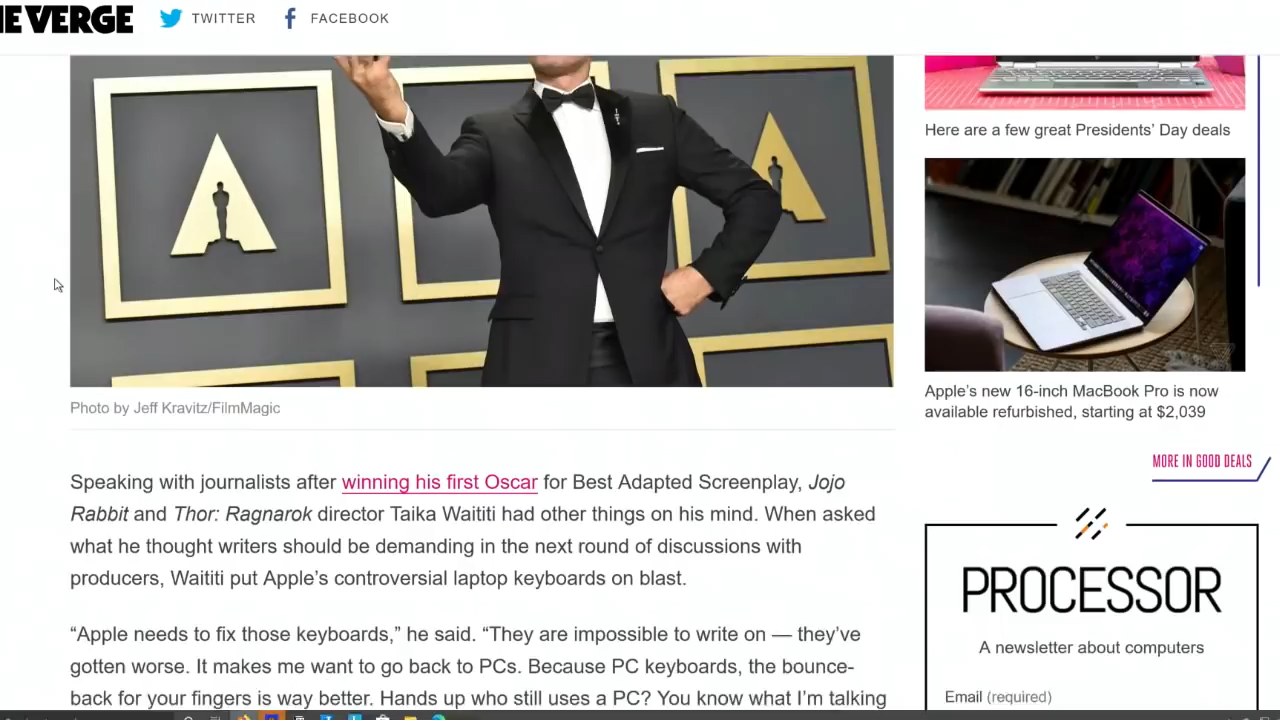 HE VERGE TWITTER FACEBOOK
Here are a few great Presidents' Day deals
Apple's new 16-inch MacBook Pro is now
available refurbished, starting at $2,039
Photo by Jeff Kravitz/FilmMagic
MORE IN GOOD DEALS
Speaking with journalists after winning his first Oscar for Best Adapted Screenplay, Jojo
Rabbit and Thor: Ragnarok director Taika Waititi had other things on his mind. When asked
what he thought writers should be demanding in the next round of discussions with
producers, Waititi put Apple's controversial laptop keyboards on blast.
“Apple needs to fix those keyboards,” he said. “They are impossible to write on — they've
gotten worse. It makes me want to go back to PCs. Because PC keyboards, the bounce-
back for your fingers is way better. Hands up who still uses a PC? You know what I'm talking
PROCESSOR
A newsletter about computers
Email (required)